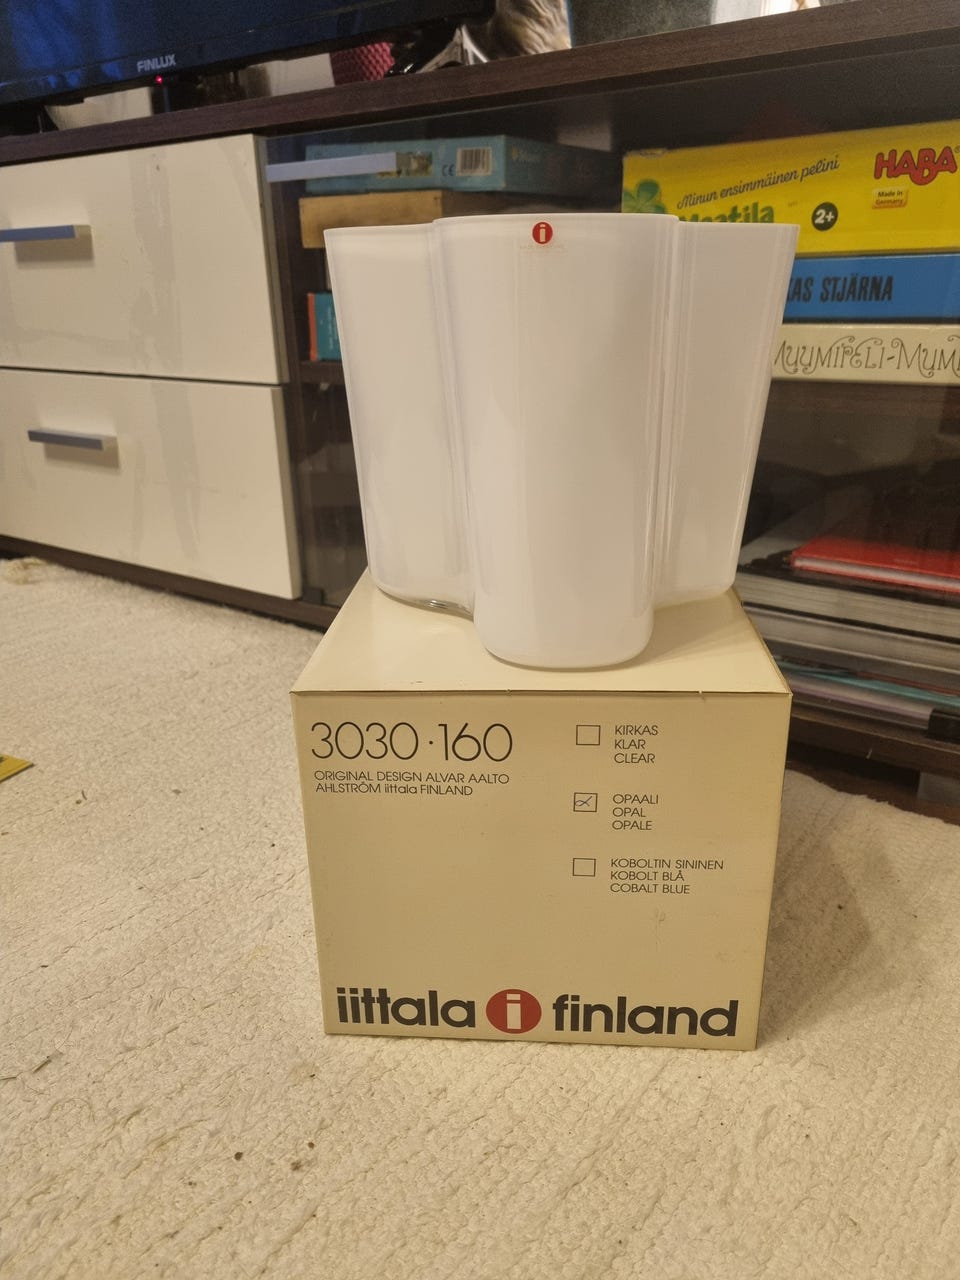 FINLUX
HABA
Minun ensimmäinen pelini
Made in
Germany
Maatila
2+
i
AS STJÄRNA
MUUMIPELI-MUM
3030·160
ORIGINAL DESIGN ALVAR AALTO
AHLSTRÖM iittala FINLAND
KIRKAS
KLAR
CLEAR
OPAALI
OPAL
OPALE
KOBOLTIN SININEN
KOBOLT BLÅ
COBALT BLUE
iittala i finland